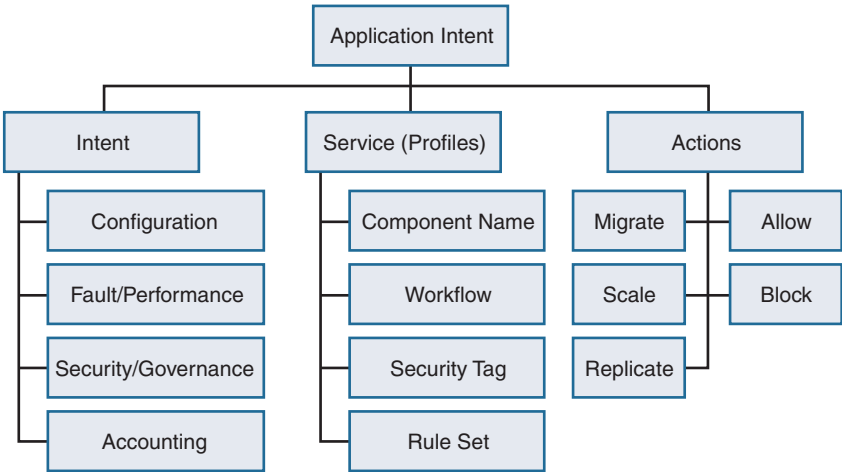 Application Intent
Intent
Service (Profiles)
Actions
Configuration
Component Name
Migrate
Allow
Fault/Performance
Workflow
Scale
Block
Security/Governance
Security Tag
Replicate
Accounting
Rule Set